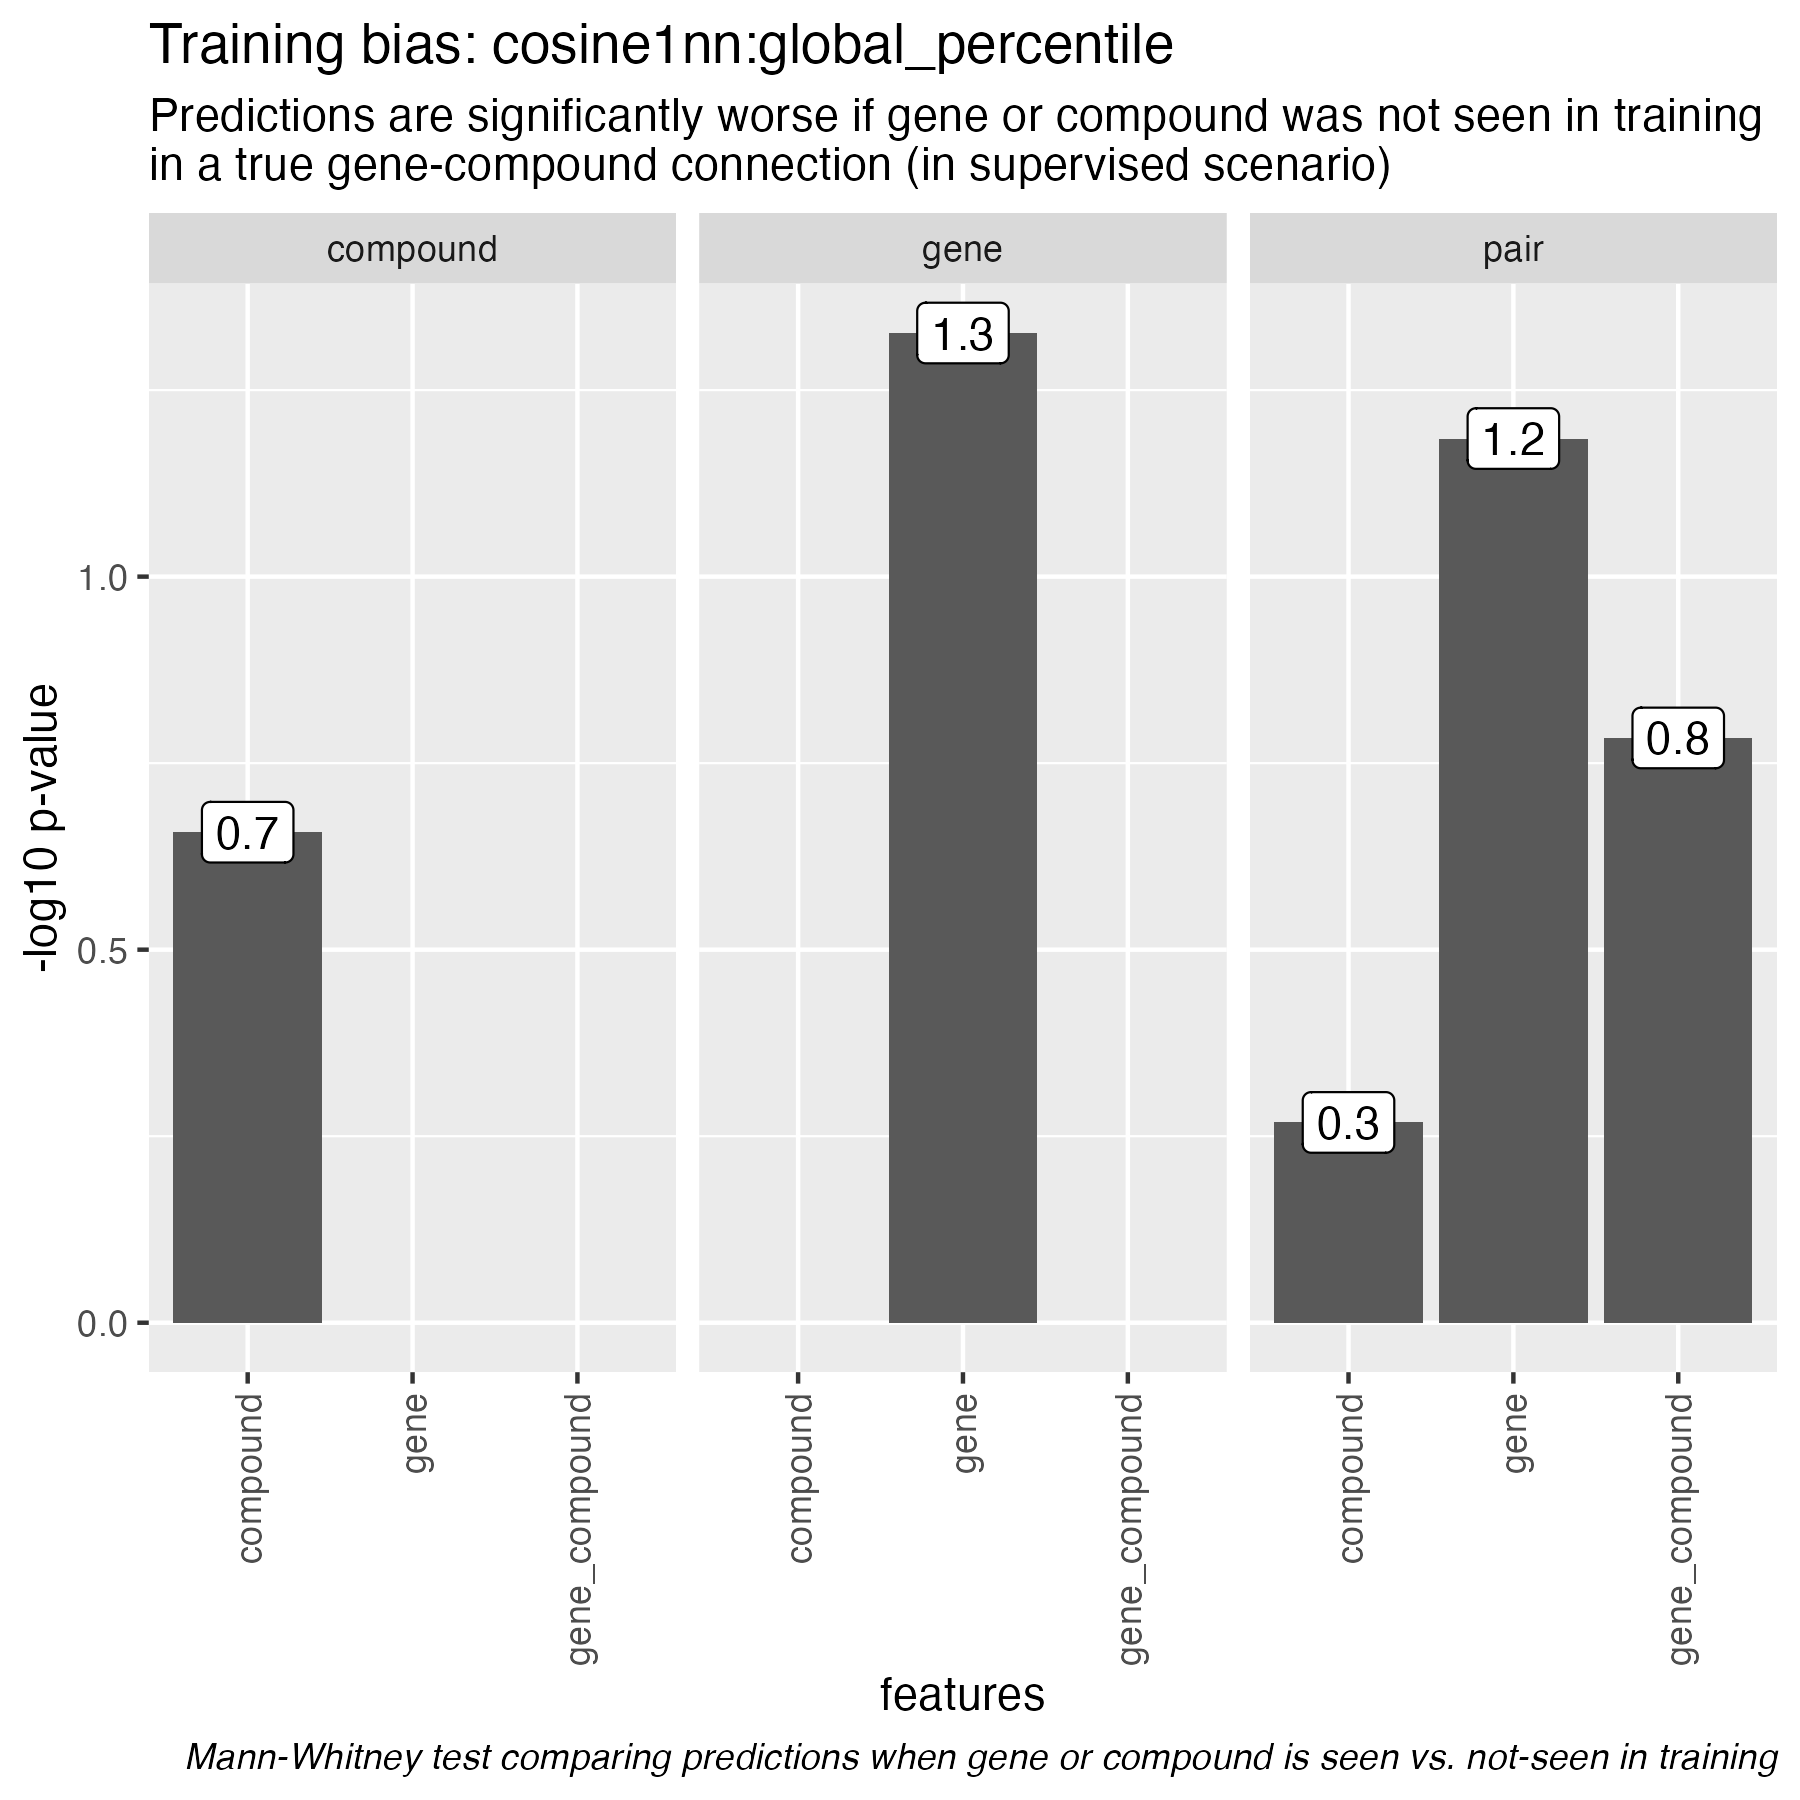 Training bias: cosine1nn:global_percentile
Predictions are significantly worse if gene or compound was not seen in training
in a true gene-compound connection (in supervised scenario)
compound
gene
pair
-log10 p-value
1.0
0.5
0.0
0.7
1.3
0.3
1.2
0.8
compound
gene
gene_compound
compound
gene
gene_compound
compound
gene
gene_compound
features
Mann-Whitney test comparing predictions when gene or compound is seen vs. not-seen in training